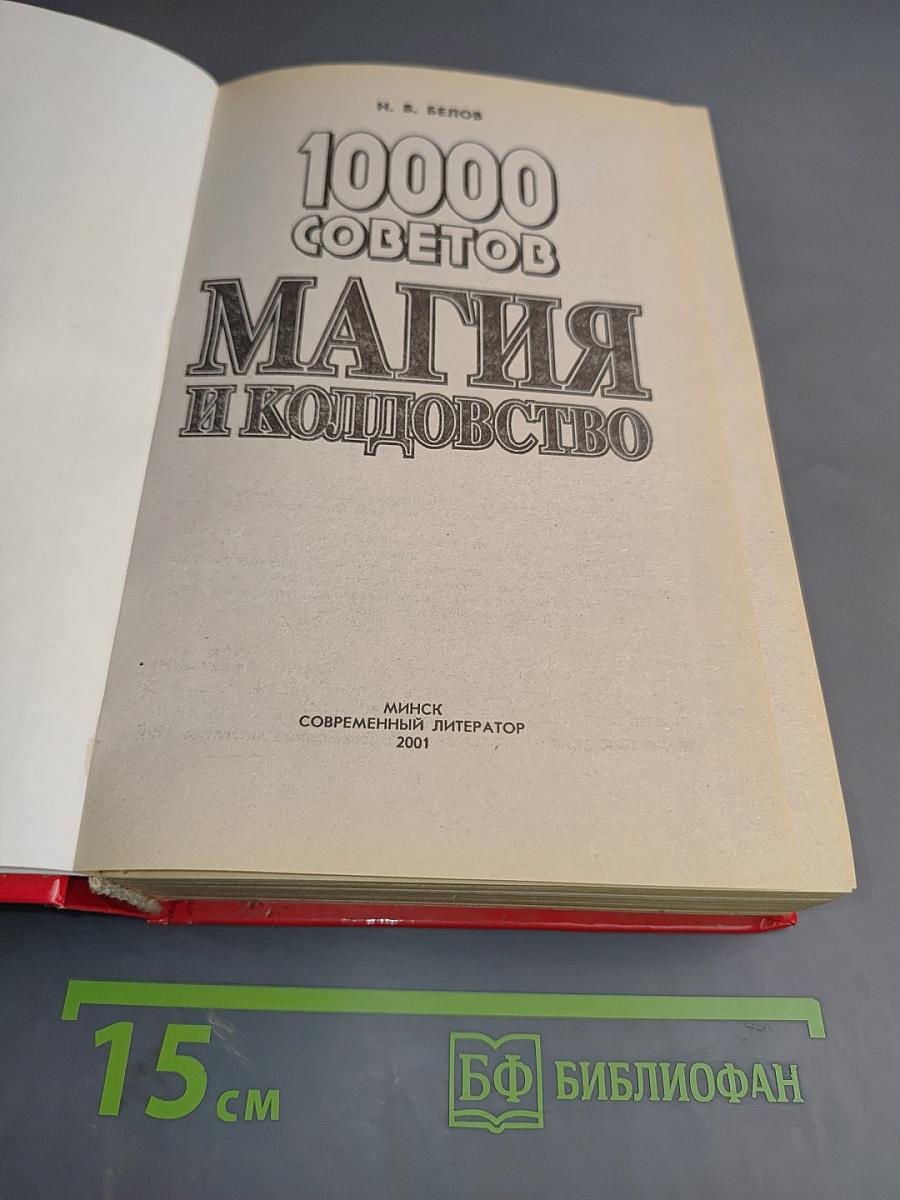 Н. В. БЕЛОВ
10000
СОВЕТОВ
МАГИЯ
И КОЛДОВСТВО
МИНСК
СОВРЕМЕННЫЙ ЛИТЕРАТОР
2001
15 СМ
БФ БИБЛИОФАН